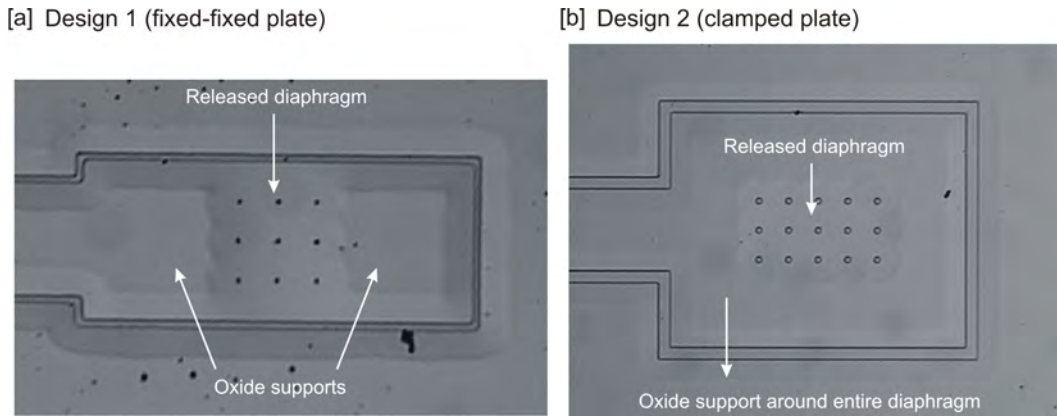 [a] Design 1 (fixed-fixed plate)
Released diaphragm
Oxide supports
[b] Design 2 (clamped plate)
Released diaphragm
Oxide support around entire diaphragm